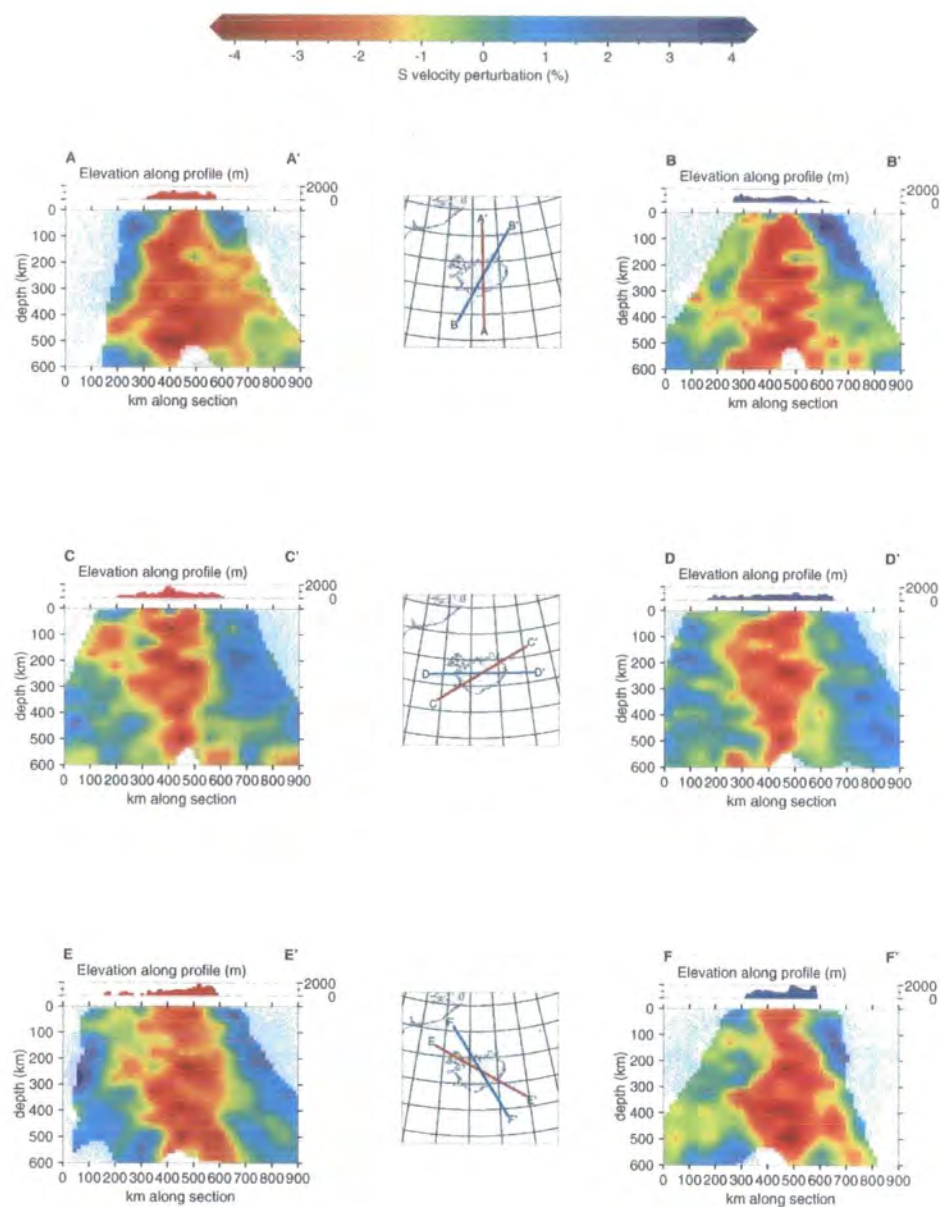 -4 -3 -2 -1 0 1 2 3 4
S velocity perturbation (%)
A A'
Elevation along profile (m)
2000
0
0
100
200
300
400
500
600
depth (km)
0 100 200 300 400 500 600 700 800 900
km along section
A'
B'
B
A
B B'
Elevation along profile (m)
2000
0
0
100
200
300
400
500
600
depth (km)
0 100 200 300 400 500 600 700 800 900
km along section
C C'
Elevation along profile (m)
2000
0
0
100
200
300
400
500
600
depth (km)
0 100 200 300 400 500 600 700 800 900
km along section
C'
D D'
C
D D'
Elevation along profile (m)
2000
0
0
100
200
300
400
500
600
depth (km)
0 100 200 300 400 500 600 700 800 900
km along section
E E'
Elevation along profile (m)
2000
0
0
100
200
300
400
500
600
depth (km)
0 100 200 300 400 500 600 700 800 900
km along section
F
E
E'
F'
F F'
Elevation along profile (m)
2000
0
0
100
200
300
400
500
600
depth (km)
0 100 200 300 400 500 600 700 800 900
km along section